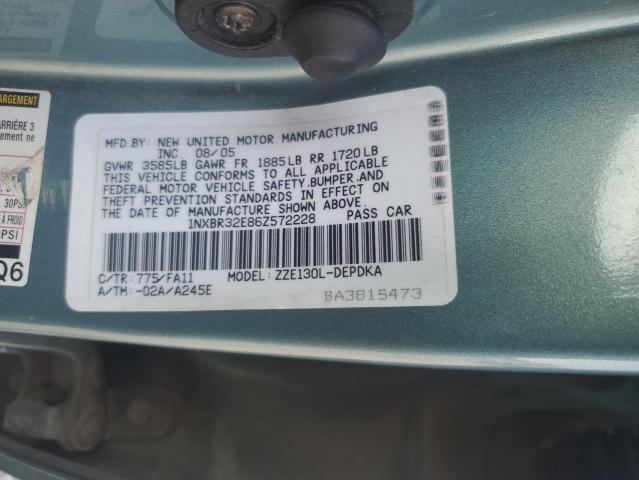 ARGEMENT
ARRIÈRE 3
ement ne
30PS
PSI
Q6
MFD.BY: NEW UNITED MOTOR MANUFACTURING
INC. 08/05
GVWR 3585LB GAWR FR 1885LB RR 1720LB
THIS VEHICLE CONFORMS TO ALL APPLICABLE
FEDERAL MOTOR VEHICLE SAFETY,BUMPER,AND
THEFT PREVENTION STANDARDS IN EFFECT ON
THE DATE OF MANUFACTURE SHOWN ABOVE.
1NXBR32E86Z572228 PASS CAR
C/TR:775/FA11 MODEL:ZZE130L-DEPDKA
A/TM:-02A/A245E
BA3815473